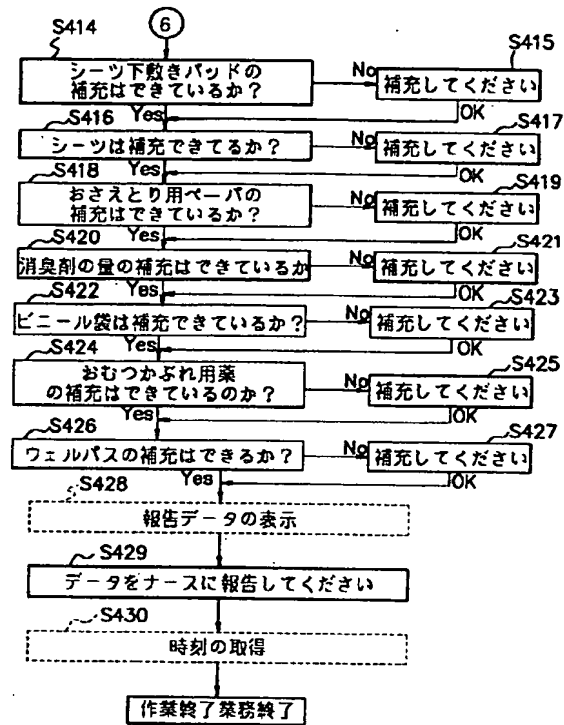 6
S414
シーツ下敷きパッドの
補充はできているか?
No
S415
補充してください
Yes
OK
S416
シーツは補充できてるか?
No
S417
補充してください
Yes
OK
S418
おさえとり用ペーパの
補充はできているか?
No
S419
補充してください
Yes
OK
S420
消臭剤の量の補充はできているか
No
S421
補充してください
Yes
OK
S422
ビニール袋は補充できているか?
No
S423
補充してください
Yes
OK
S424
おむつかぶれ用薬
の補充はできているのか?
No
S425
補充してください
Yes
OK
S426
ウェルパスの補充はできるか?
No
S427
補充してください
Yes
OK
S428
報告データの表示
S429
データをナースに報告してください
S430
時刻の取得
作業終了業務終了